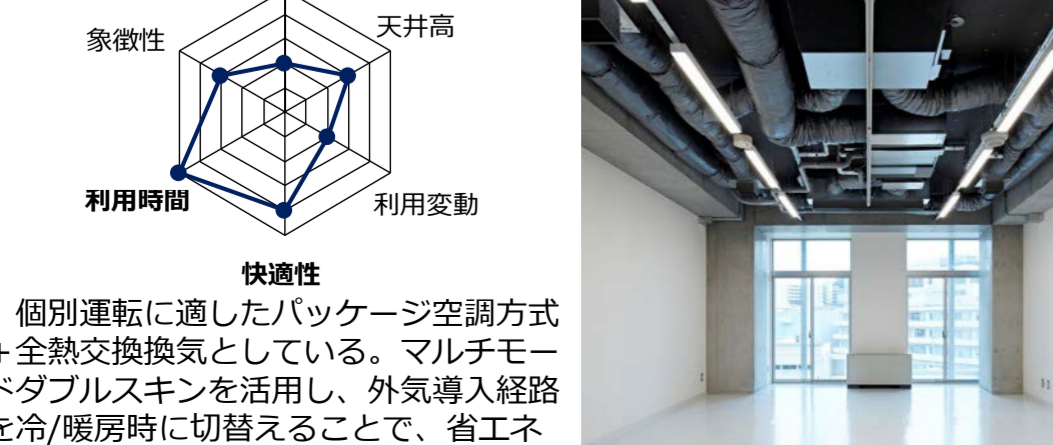 天井高
象徴性
利用時間
利用変動
快適性
個別運転に適したパッケージ空調方式
+全熱交換換気としている。マルチモー
ドダブルスキンを活用し、外気導入経路
を冷/暖房時に切替えることで、省エネ